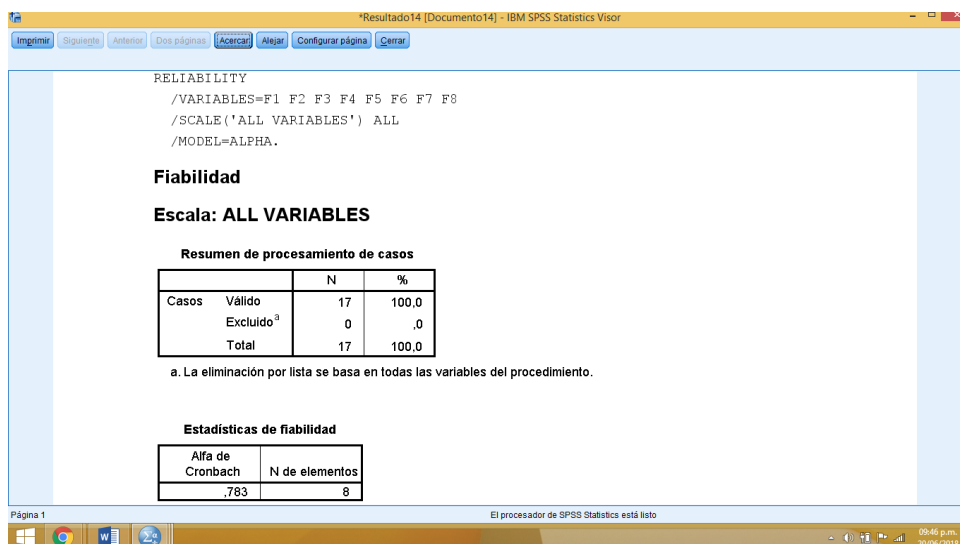 *Resultado14 [Documento14] - IBM SPSS Statistics Visor
Imprimir Siguiente Anterior Dos páginas Acercar Alejar Configurar página Cerrar
RELIABILITY
/VARIABLES=F1 F2 F3 F4 F5 F6 F7 F8
/SCALE('ALL VARIABLES') ALL
/MODEL=ALPHA.
Fiabilidad
Escala: ALL VARIABLES
Resumen de procesamiento de casos
N %
Casos Válido 17 100,0
Excluido a 0 ,0
Total 17 100,0
a. La eliminación por lista se basa en todas las variables del procedimiento.
Estadísticas de fiabilidad
Alfa de
Cronbach N de elementos
,783 8
Página 1 El procesador de SPSS Statistics está listo
09:46 p.m.
20/06/2018